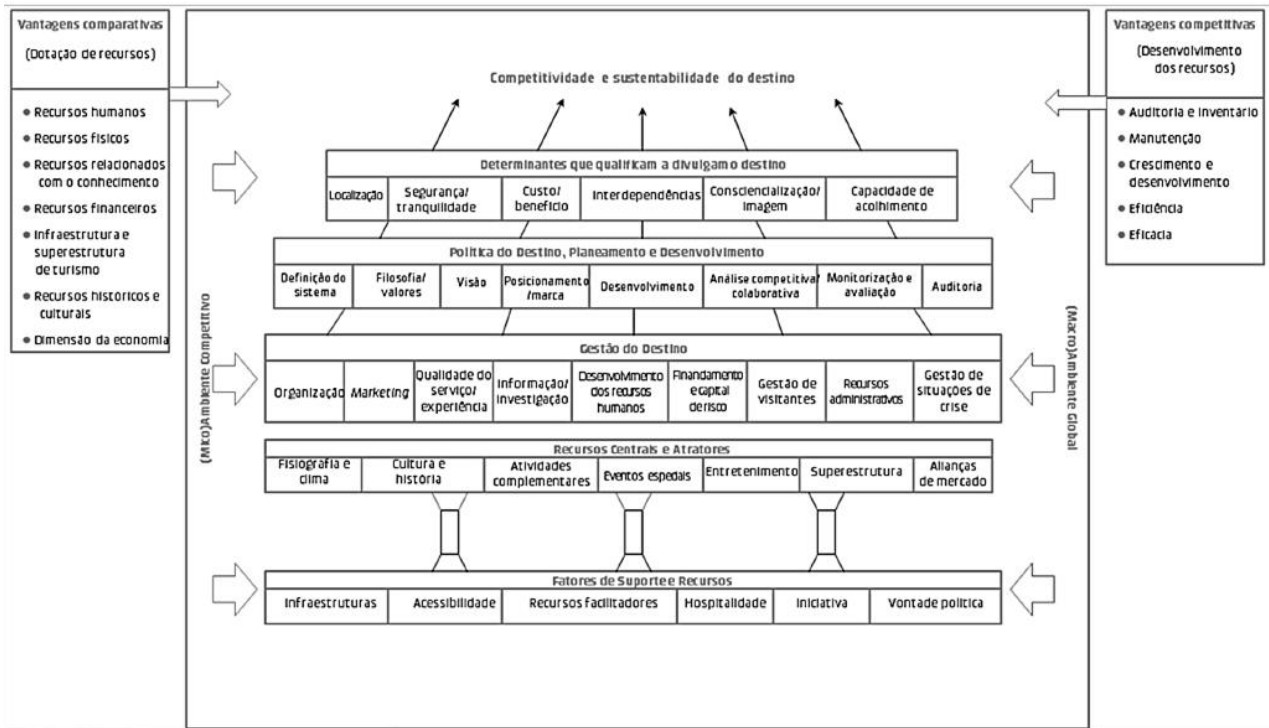 Vantagens comparativas
(Dotação de recursos)
Recursos humanos
Recursos físicos
Recursos relacionados
com o conhecimento
Recursos financeiros
Infraestrutura e
superestrutura
de turismo
Recursos históricos e
culturais
Dimensão da economia
(Mico)Ambiente Competitivo
Competitividade e sustentabilidade do destino
Determinantes que qualificam a divulgam o destino
Localização
Segurança/
tranquilidade
Custo/
benefício
Interdependências
Consciencialização/
imagem
Capacidade de
acolhimento
Política do Destino, Planeamento e Desenvolvimento
Definição do
sistema
Filosofia/
valores
Visão
Posicionamento
/marca
Desenvolvimento
Análise competitiva/
colaborativa
Monitorização e
avaliação
Auditoria
Gestão do Destino
Organização
Marketing
Qualidade do
serviço/
experiência
Informação/
investigação
Desenvolvimento
dos recursos
humanos
Financiamento
e capital
de risco
Gestão de
visitantes
Recursos
administrativos
Gestão de
situações de
crise
Recursos Centrais e Atratores
Fisiografia e
clima
Cultura e
história
Atividades
complementares
Eventos especiais
Entretenimento
Superestrutura
Alianças
de mercado
Fatores de Suporte e Recursos
Infraestruturas
Acessibilidade
Recursos facilitadores
Hospitalidade
Iniciativa
Vontade política
(Macro)Ambiente Global
Vantagens competitivas
(Desenvolvimento
dos recursos)
Auditoria e inventário
Manutenção
Crescimento e
desenvolvimento
Eficiência
Eficácia